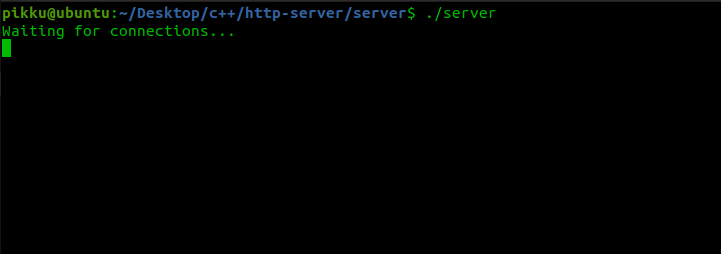 pikku@ubuntu:~/Desktop/c++/http-server/server$ ./server
Waiting for connections...